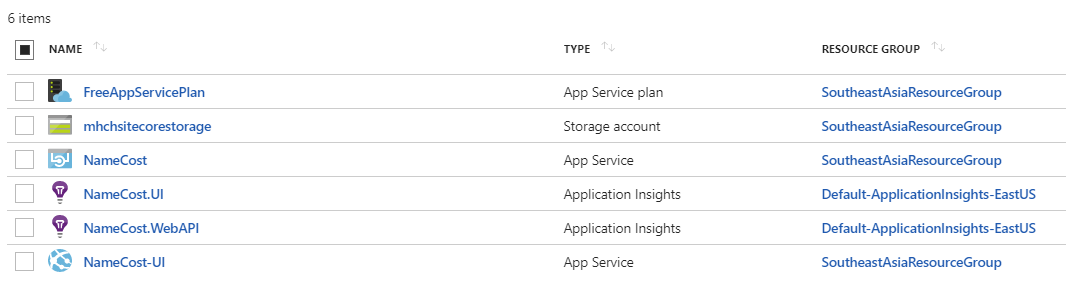 6 items
NAME TYPE RESOURCE GROUP
FreeAppServicePlan App Service plan SoutheastAsiaResourceGroup
mhchsitecorestorage Storage account SoutheastAsiaResourceGroup
NameCost App Service SoutheastAsiaResourceGroup
NameCost.UI Application Insights Default-ApplicationInsights-EastUS
NameCost.WebAPI Application Insights Default-ApplicationInsights-EastUS
NameCost-UI App Service SoutheastAsiaResourceGroup